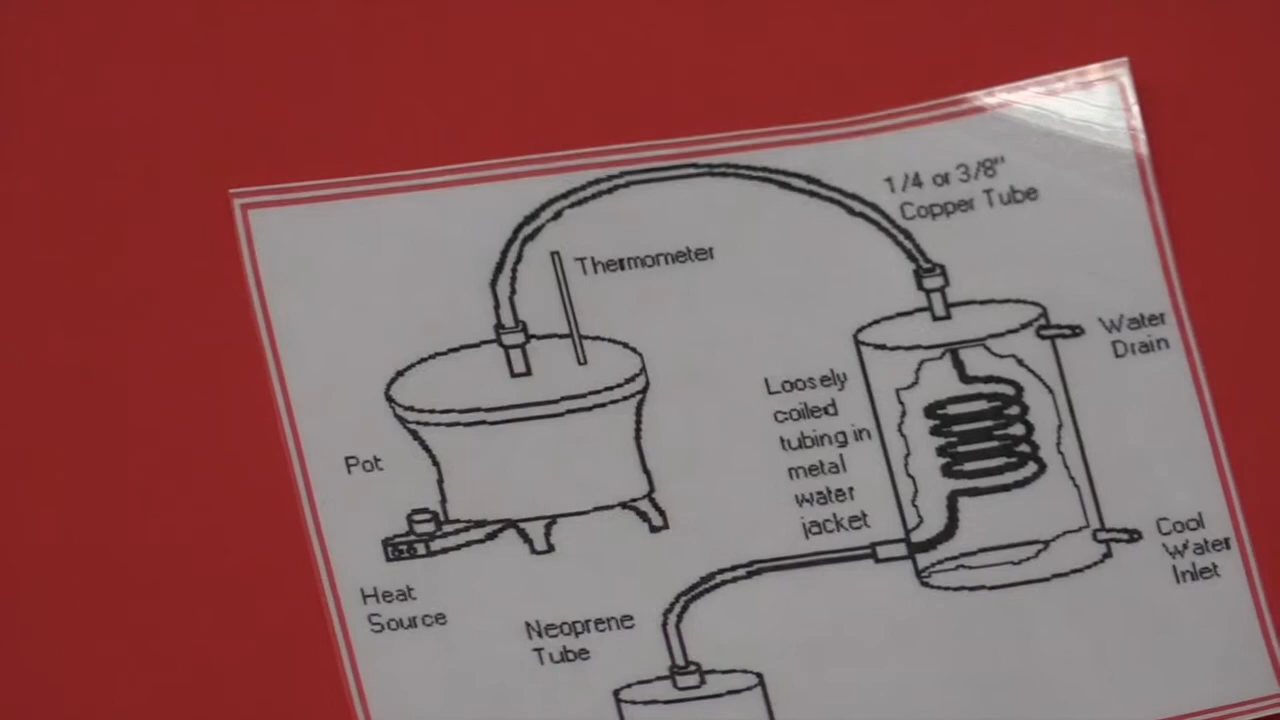 1/4 or 3/8"
Copper Tube
Thermometer
Water
Drain
Loosely
coiled
tubing in
metal
water
jacket
Pot
Cool
Water
Inlet
Heat
Source
Neoprene
Tube